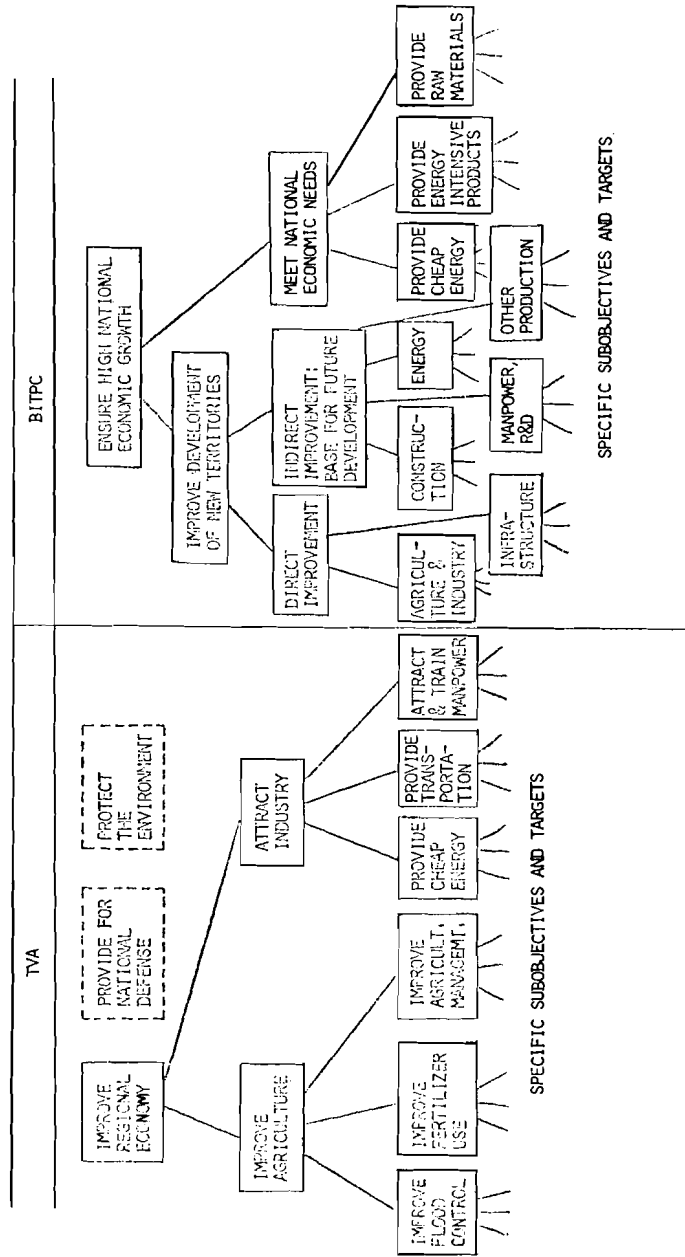 TVA
BITPC
IMPROVE
REGIONAL
ECONOMY
PROVIDE FOR
NATIONAL
DEFENSE
PROTECT
THE
ENVIRONMENT
IMPROVE
AGRICULTURE
ATTRACT
INDUSTRY
IMPROVE
FLOOD
CONTROL
IMPROVE
FERTILIZER
USE
IMPROVE
AGRICULT.
MANAGEMT.
PROVIDE
CHEAP
ENERGY
PROVIDE
TRANS-
PORTA-
TION
ATTRACT
& TRAIN
MANPOWER
SPECIFIC SUBOBJECTIVES AND TARGETS
ENSURE HIGH NATIONAL
ECONOMIC GROWTH
IMPROVE DEVELOPMENT
OF NEW TERRITORIES
MEET NATIONAL
ECONOMIC NEEDS
DIRECT
IMPROVEMENT
INDIRECT
IMPROVEMENT:
BASE FOR FUTURE
DEVELOPMENT
AGRICUL-
TURE &
INDUSTRY
INFRA-
STRUCTURE
CONSTRUC-
TION
MANPOWER,
R&D
ENERGY
OTHER
PRODUCTION
PROVIDE
CHEAP
ENERGY
PROVIDE
ENERGY
INTENSIVE
PRODUCTS
PROVIDE
RAW
MATERIALS
SPECIFIC SUBOBJECTIVES AND TARGETS